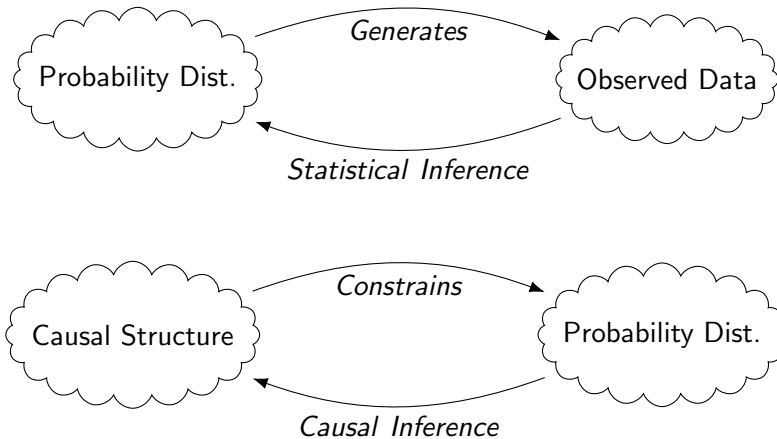 Generates
Probability Dist.
Observed Data
Statistical Inference
Constrains
Causal Structure
Probability Dist.
Causal Inference